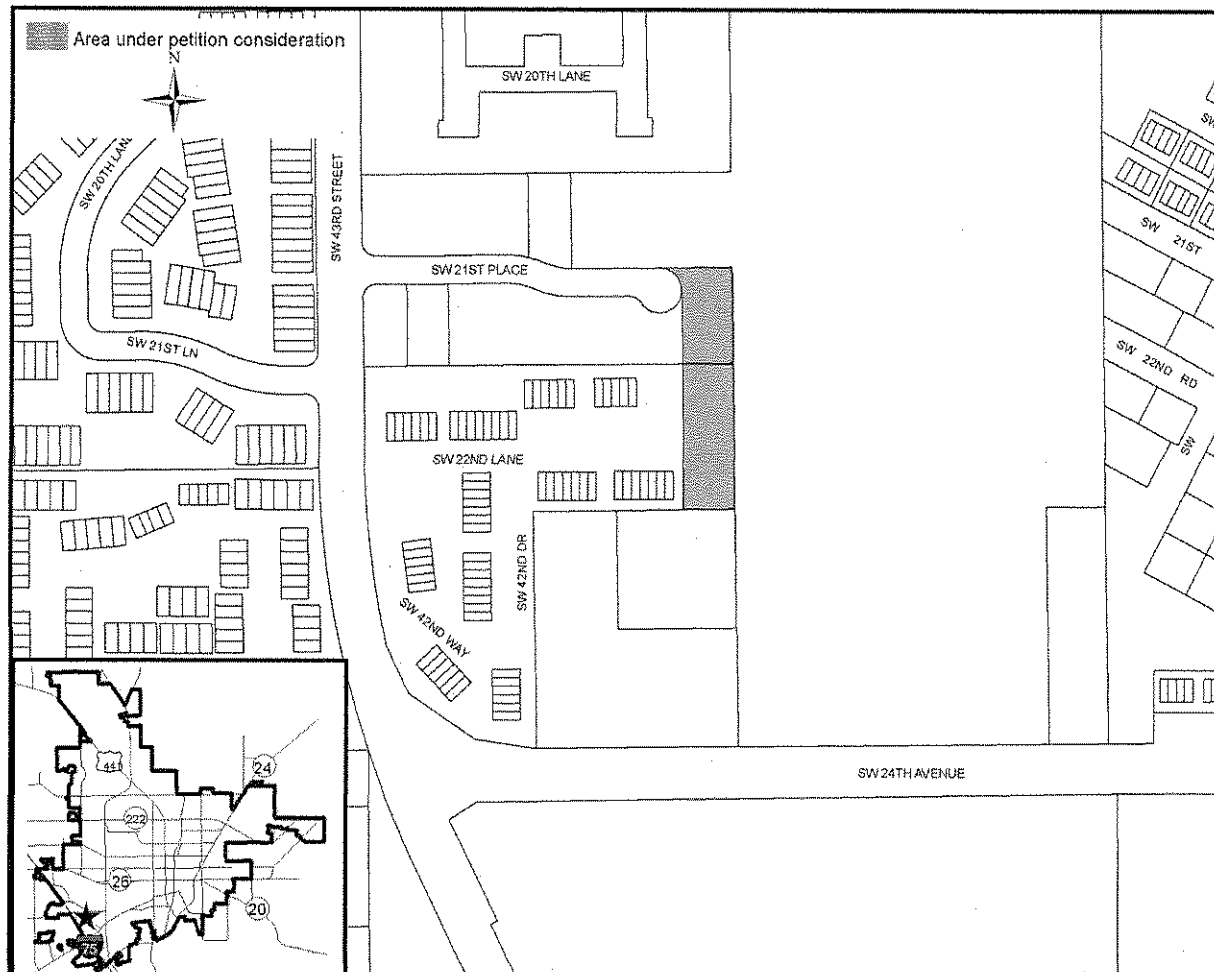 Area under petition consideration
N
SW 20TH LANE
SW 20TH LANE
SW 43RD STREET
SW 21ST PLACE
SW 21ST LN
SW 22ND LANE
SW 42ND DR
SW 42ND WAY
SW 24TH AVENUE
SW
SW 21ST
SW 22ND RD
SW
441
24
222
26
20